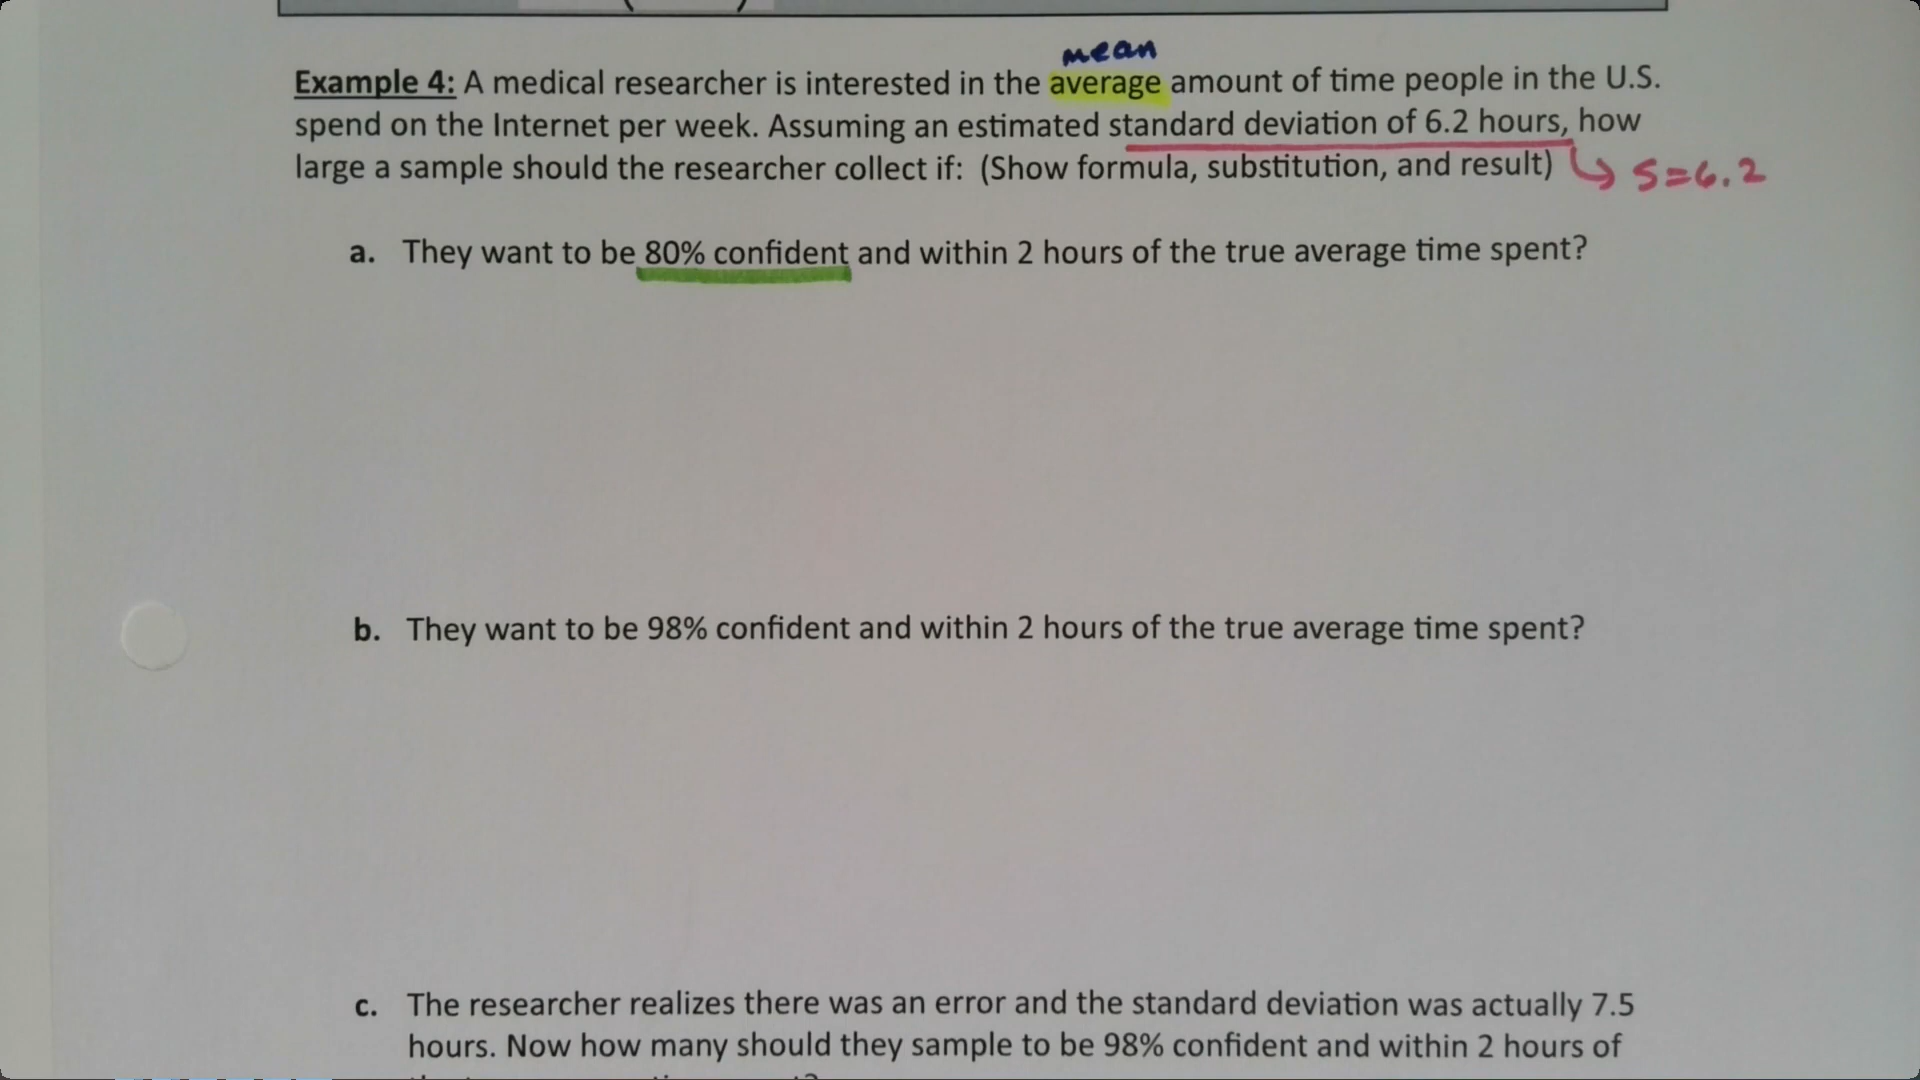 mean
Example 4: A medical researcher is interested in the average amount of time people in the U.S.
spend on the Internet per week. Assuming an estimated standard deviation of 6.2 hours, how
large a sample should the researcher collect if: (Show formula, substitution, and result) ↳ S=6.2
a. They want to be 80% confident and within 2 hours of the true average time spent?
b. They want to be 98% confident and within 2 hours of the true average time spent?
c. The researcher realizes there was an error and the standard deviation was actually 7.5
hours. Now how many should they sample to be 98% confident and within 2 hours of